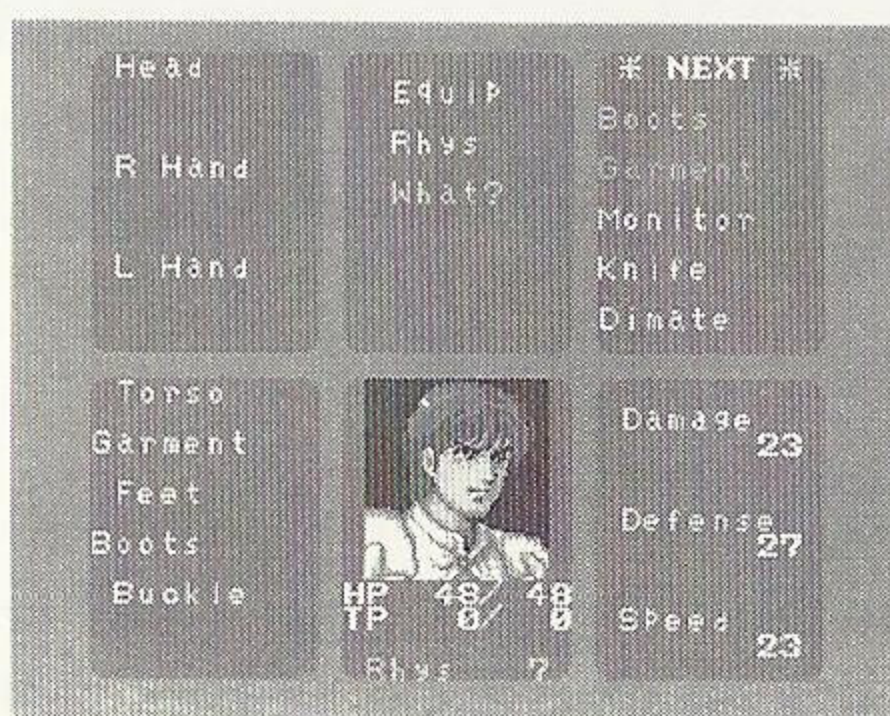 Head
R Hand
L Hand
Equip
Rhys
What?
※ NEXT ※
Boots
Garment
Monitor
Knife
Dimate
Torso
Garment
Feet
Boots
Buckle
HP 48/ 48
TP 0/ 0
Rhys 7
Damage
23
Defense
27
Speed
23